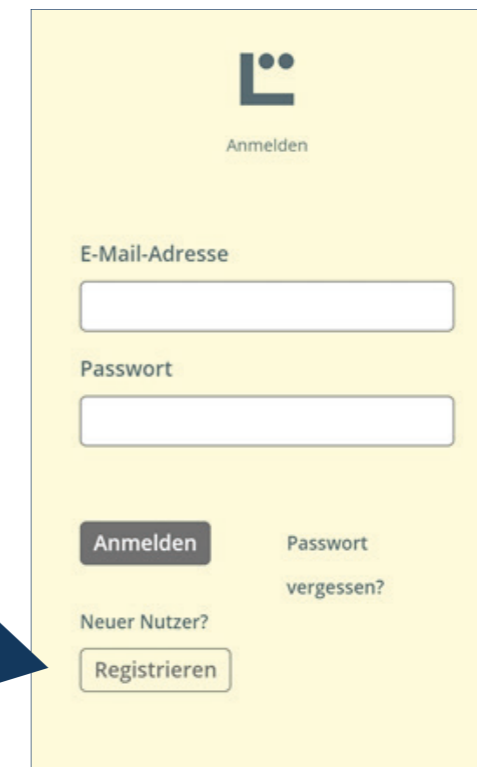 Anmelden
E-Mail-Adresse
Passwort
Anmelden
Passwort
vergessen?
Neuer Nutzer?
Registrieren